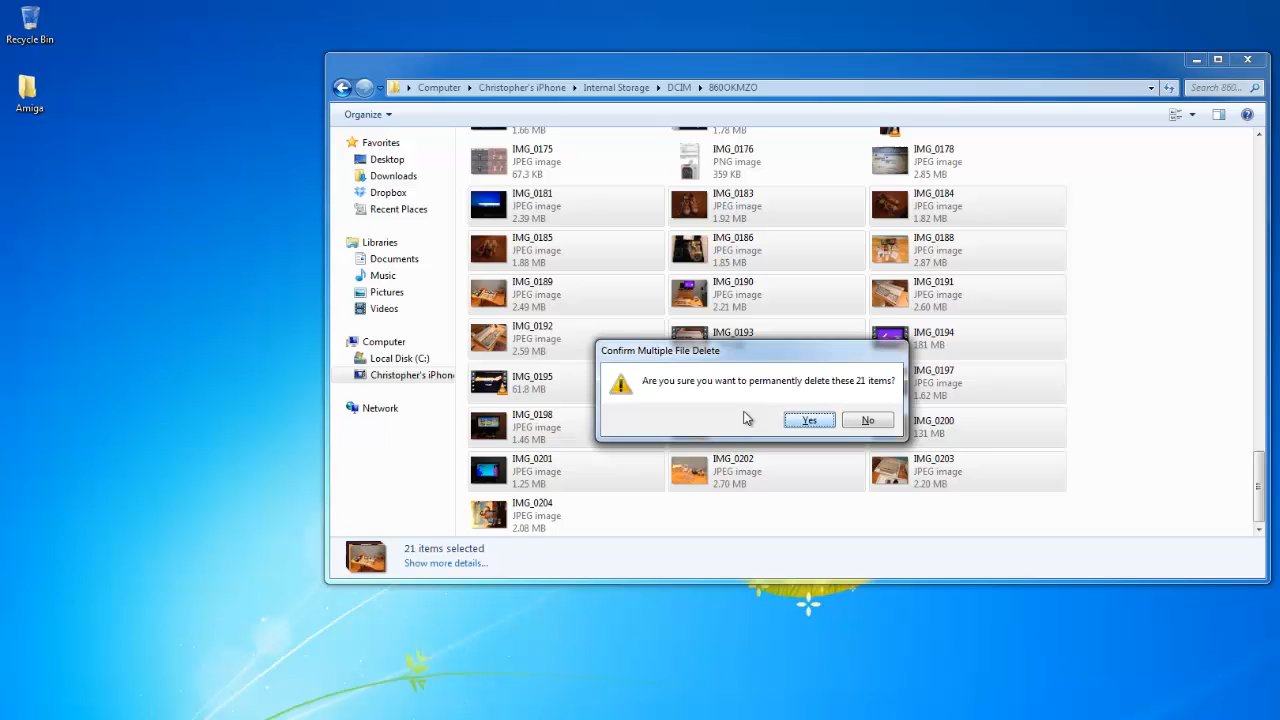 Recycle Bin
Amiga
Computer
Christopher's iPhone
Internal Storage
DCIM
860OKMZO
Search 860...
Organize
Favorites
Desktop
Downloads
Dropbox
Recent Places
Libraries
Documents
Music
Pictures
Videos
Computer
Local Disk (C:)
Christopher's iPhon
Network
1.66 MB
1.78 MB
IMG_0175
JPEG image
67.3 KB
IMG_0176
PNG image
359 KB
IMG_0178
JPEG image
2.85 MB
IMG_0181
JPEG image
2.39 MB
IMG_0183
JPEG image
1.92 MB
IMG_0184
JPEG image
1.82 MB
IMG_0185
JPEG image
1.88 MB
IMG_0186
JPEG image
1.85 MB
IMG_0188
JPEG image
2.87 MB
IMG_0189
JPEG image
2.49 MB
IMG_0190
JPEG image
2.21 MB
IMG_0191
JPEG image
2.60 MB
IMG_0192
JPEG image
2.59 MB
IMG_0193
IMG_0194
181 MB
IMG_0195
61.8 MB
IMG_0197
JPEG image
1.62 MB
IMG_0198
JPEG image
1.46 MB
IMG_0200
131 MB
IMG_0201
JPEG image
1.25 MB
IMG_0202
JPEG image
2.70 MB
IMG_0203
JPEG image
2.20 MB
IMG_0204
JPEG image
2.08 MB
Confirm Multiple File Delete
Are you sure you want to permanently delete these 21 items?
Yes
No
21 items selected
Show more details...